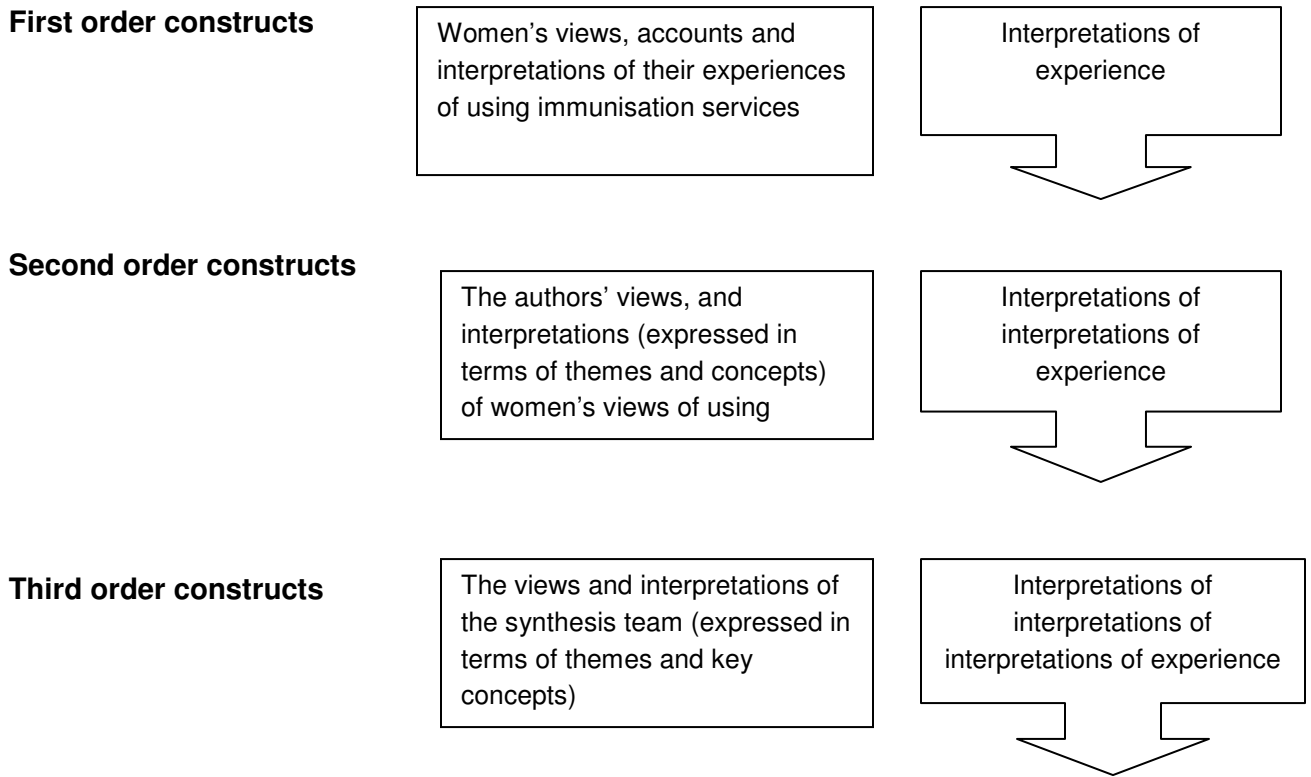 First order constructs
Women’s views, accounts and
interpretations of their experiences
of using immunisation services
Interpretations of
experience
Second order constructs
The authors’ views, and
interpretations (expressed in
terms of themes and concepts)
of women’s views of using
Interpretations of
interpretations of
experience
Third order constructs
The views and interpretations of
the synthesis team (expressed in
terms of themes and key
concepts)
Interpretations of
interpretations of
interpretations of experience